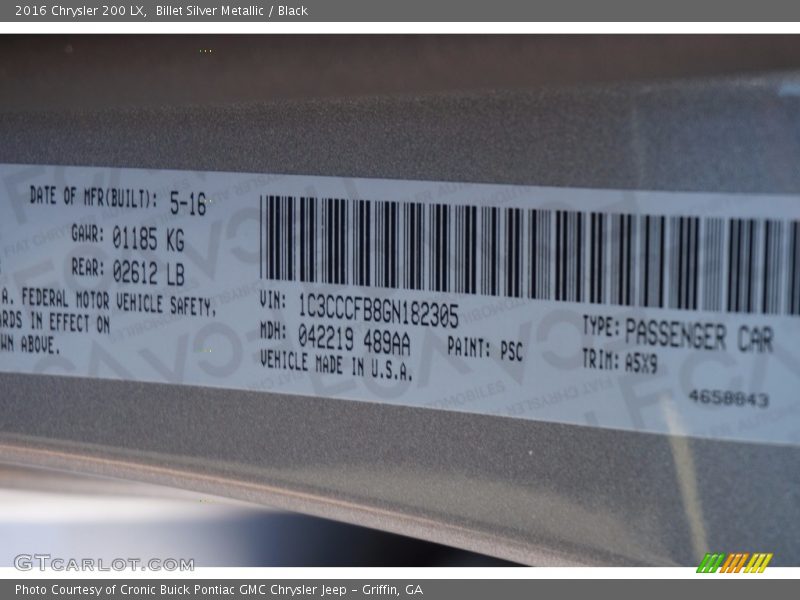 2016 Chrysler 200 LX,  Billet Silver Metallic / Black
DATE OF MFR(BUILT): 5-16
GAWR: 01185 KG
REAR: 02612 LB
A. FEDERAL MOTOR VEHICLE SAFETY,
ARDS IN EFFECT ON
WN ABOVE.
VIN: 1C3CCCFB8GN182305
MDH: 042219 489AA
PAINT: PSC
VEHICLE MADE IN U.S.A.
TYPE: PASSENGER CAR
TRIM: A5X9
4658843
GTCARLOT.COM
Photo Courtesy of Cronic Buick Pontiac GMC Chrysler Jeep - Griffin, GA